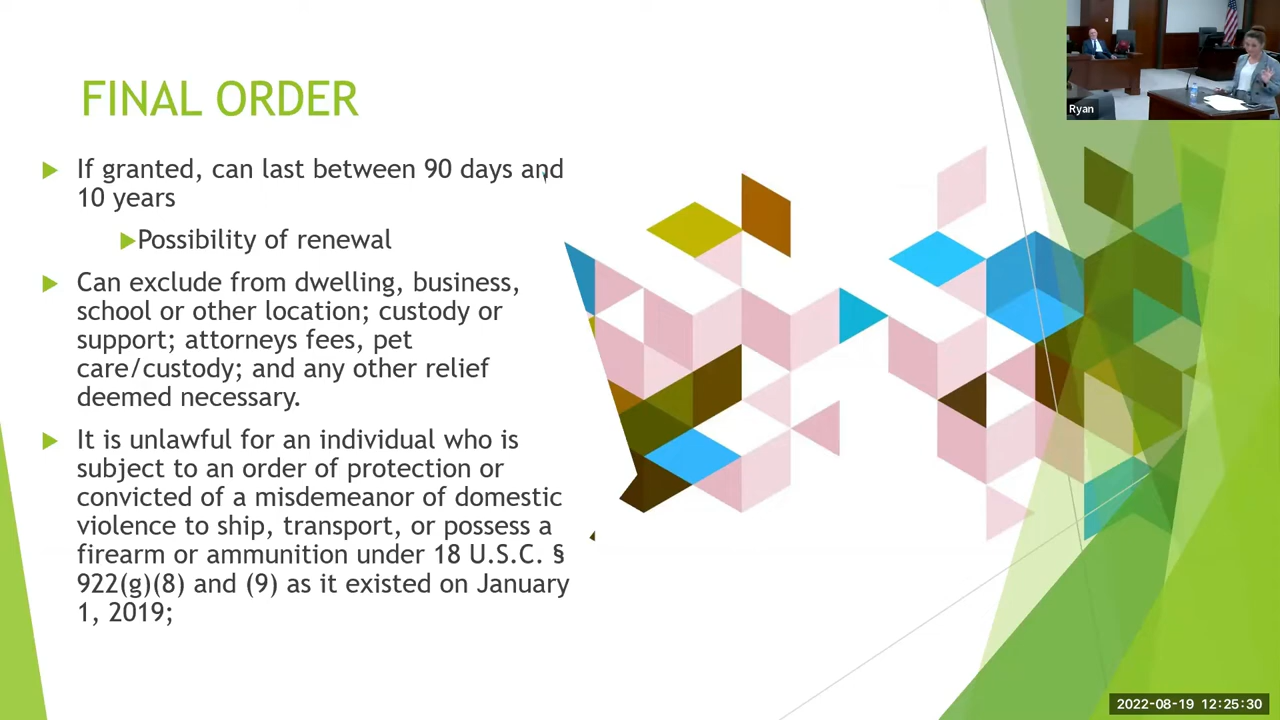 FINAL ORDER
If granted, can last between 90 days and
10 years
Possibility of renewal
Can exclude from dwelling, business,
school or other location; custody or
support; attorneys fees, pet
care/custody; and any other relief
deemed necessary.
It is unlawful for an individual who is
subject to an order of protection or
convicted of a misdemeanor of domestic
violence to ship, transport, or possess a
firearm or ammunition under 18 U.S.C. §
922(g)(8) and (9) as it existed on January
1, 2019;
Ryan
2022-08-19 12:25:30